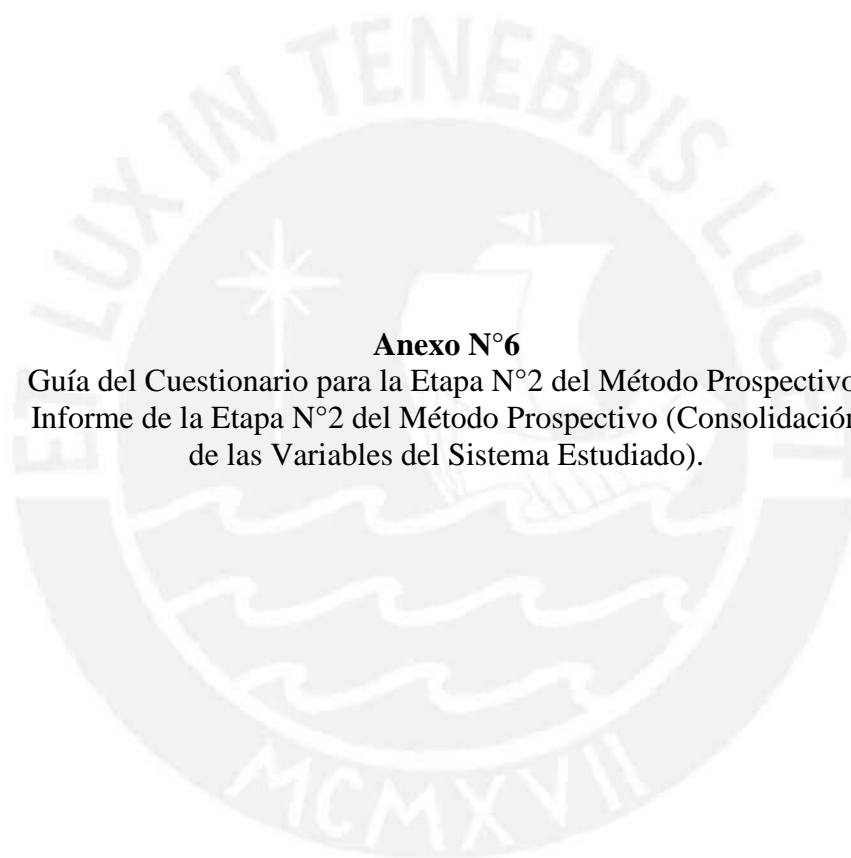 ET LUX IN TENEBRIS LUCET
Anexo N°6
Guía del Cuestionario para la Etapa N°2 del Método Prospectivo
Informe de la Etapa N°2 del Método Prospectivo (Consolidación
de las Variables del Sistema Estudiado).
MCMXVII